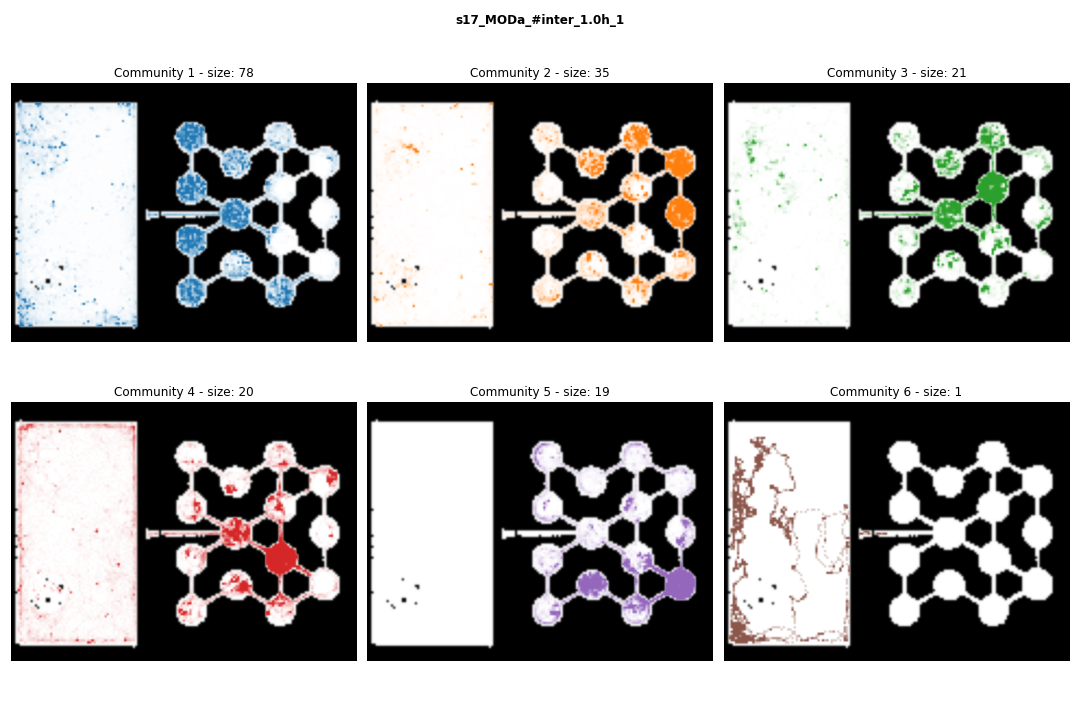 s17_MODa_#inter_1.0h_1
Community 1 - size: 78
Community 2 - size: 35
Community 3 - size: 21
Community 4 - size: 20
Community 5 - size: 19
Community 6 - size: 1